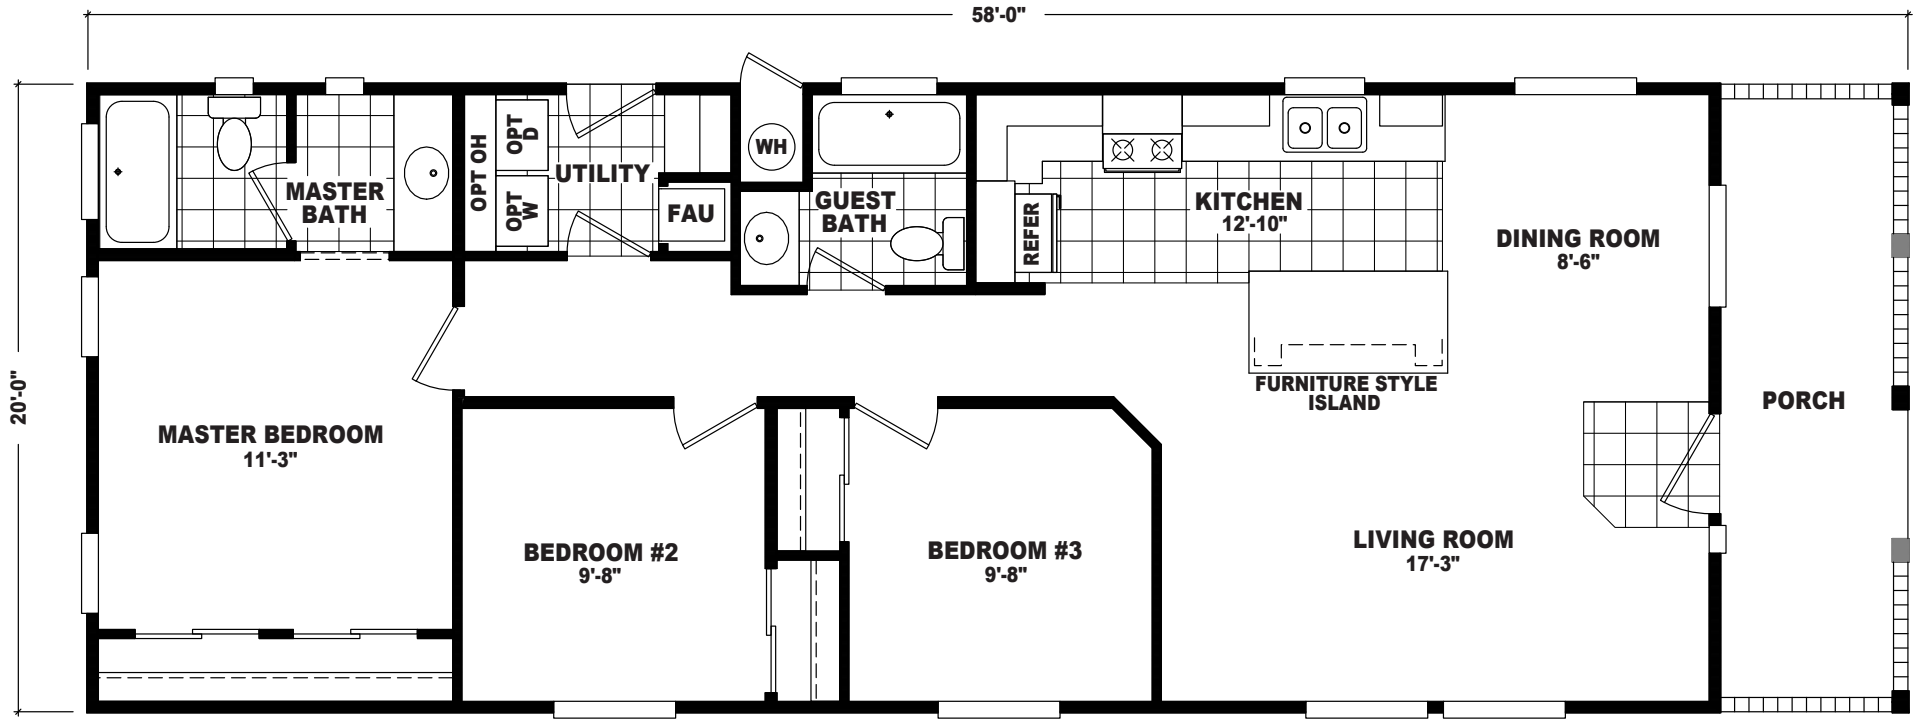 58'-0"
20'-0"
MASTER
BATH
OPT OH
OPT
D
OPT
W
UTILITY
FAU
WH
GUEST
BATH
REFER
KITCHEN
12'-10"
DINING ROOM
8'-6"
FURNITURE STYLE
ISLAND
PORCH
MASTER BEDROOM
11'-3"
BEDROOM #2
9'-8"
BEDROOM #3
9'-8"
LIVING ROOM
17'-3"